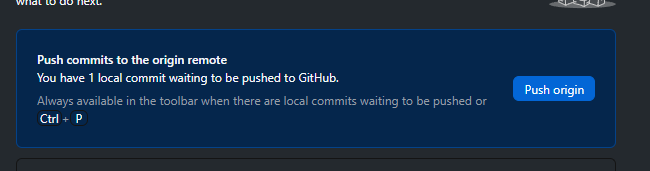 what to do next.
Push commits to the origin remote
You have 1 local commit waiting to be pushed to GitHub.
Always available in the toolbar when there are local commits waiting to be pushed or
Ctrl + P
Push origin